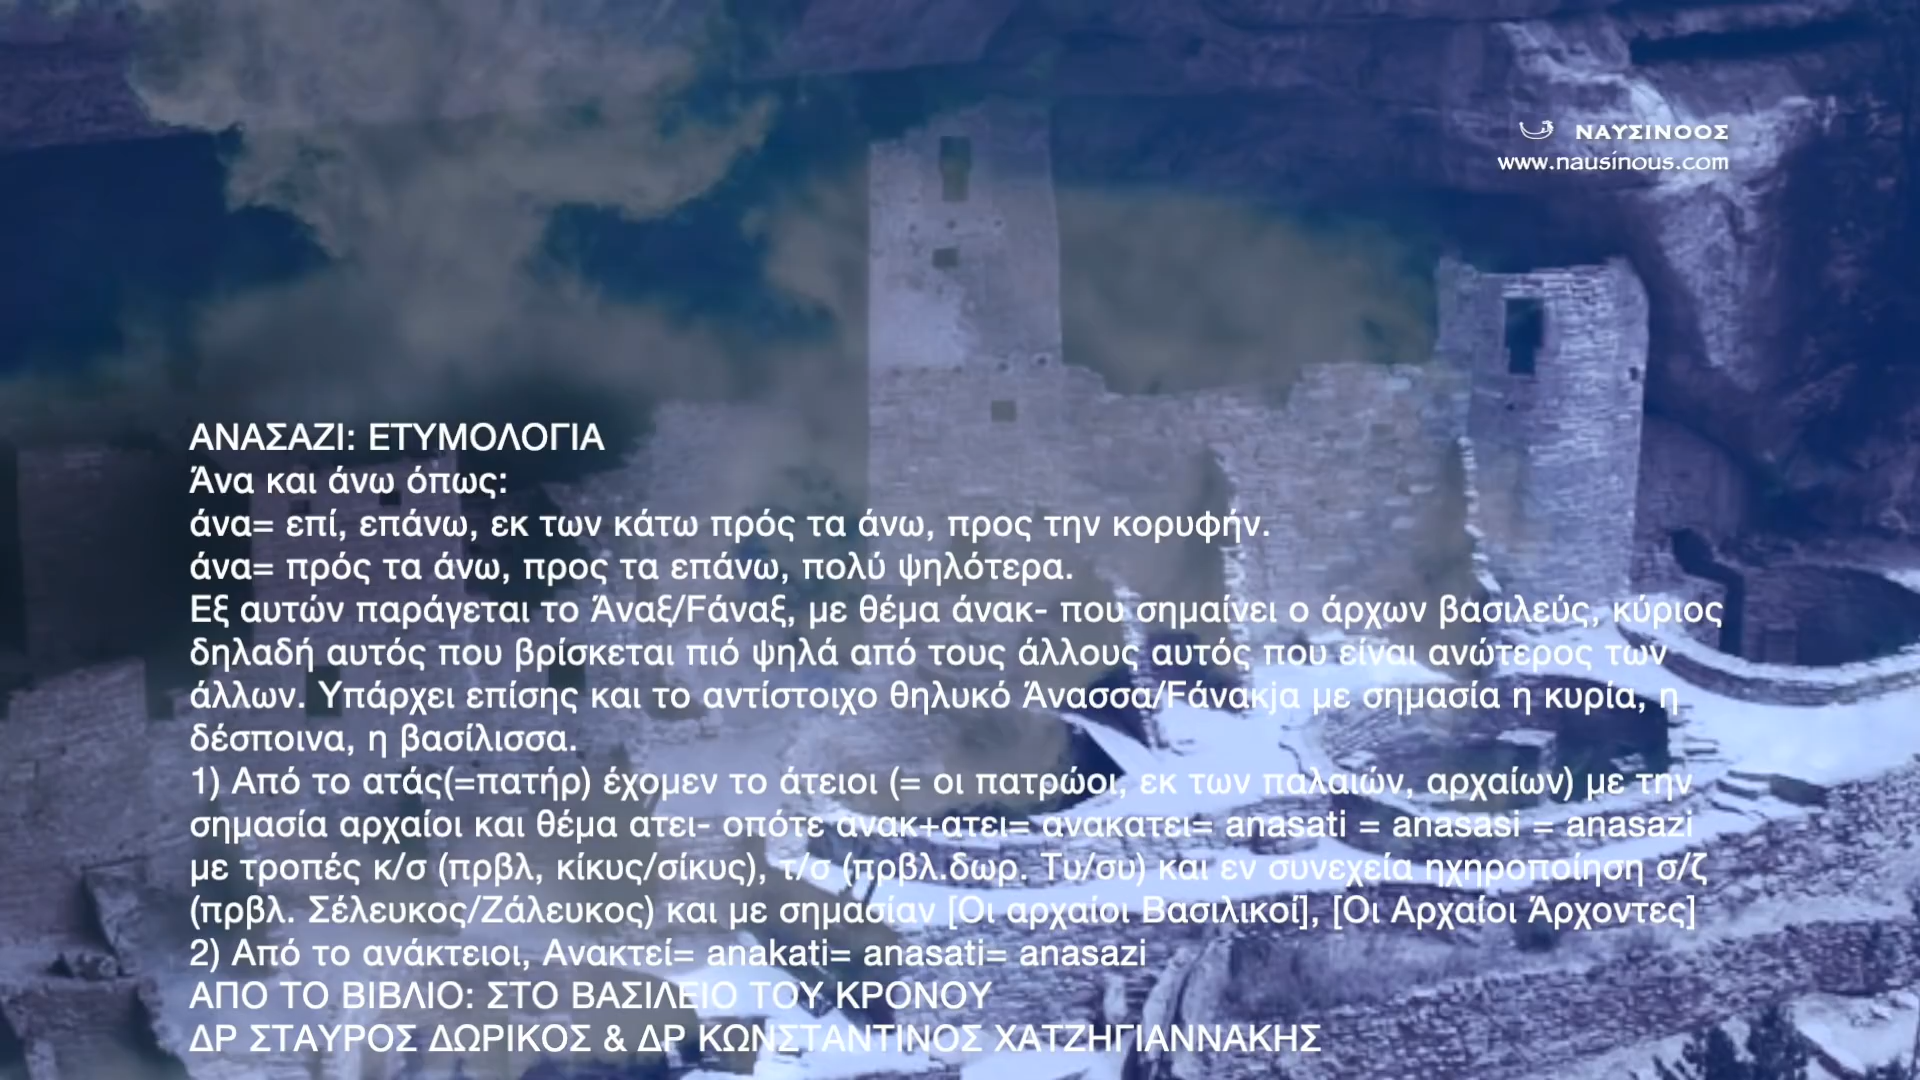 ΝΑΥΣΙΝΟΟΣ
www.nausinous.com
ΑΝΑΣΑΖΙ: ΕΤΥΜΟΛΟΓΙΑ
Άνα και άνω όπως:
άνα= επί, επάνω, εκ των κάτω πρός τα άνω, προς την κορυφήν.
άνα= πρός τα άνω, προς τα επάνω, πολύ ψηλότερα.
Εξ αυτών παράγεται το Άναξ/Fάναξ, με θέμα άνακ- που σημαίνει ο άρχων βασιλεύς, κύριος
δηλαδή αυτός που βρίσκεται πιό ψηλά από τους άλλους αυτός που είναι ανώτερος των
άλλων. Υπάρχει επίσης και το αντίστοιχο θηλυκό Άνασσα/Fάνακja με σημασία η κυρία, η
δέσποινα, η βασίλισσα.
1) Από το ατάς(=πατήρ) έχομεν το άτειοι (= οι πατρώοι, εκ των παλαιών, αρχαίων) με την
σημασία αρχαίοι και θέμα ατει- οπότε ανακ+ατει= ανακατει= anasati = anasasi = anasazi
με τροπές κ/σ (πρβλ, κίκυς/σίκυς), τ/σ (πρβλ.δωρ. Τυ/συ) και εν συνεχεία ηχηροποίηση σ/ζ
(πρβλ. Σέλευκος/Ζάλευκος) και με σημασίαν [Οι αρχαίοι Βασιλικοί], [Οι Αρχαίοι Άρχοντες]
2) Από το ανάκτειοι, Ανακτεί= anakati= anasati= anasazi
ΑΠΟ ΤΟ ΒΙΒΛΙΟ: ΣΤΟ ΒΑΣΙΛΕΙΟ ΤΟΥ ΚΡΟΝΟΥ
ΔΡ ΣΤΑΥΡΟΣ ΔΩΡΙΚΟΣ & ΔΡ ΚΩΝΣΤΑΝΤΙΝΟΣ ΧΑΤΖΗΓΙΑΝΝΑΚΗΣ